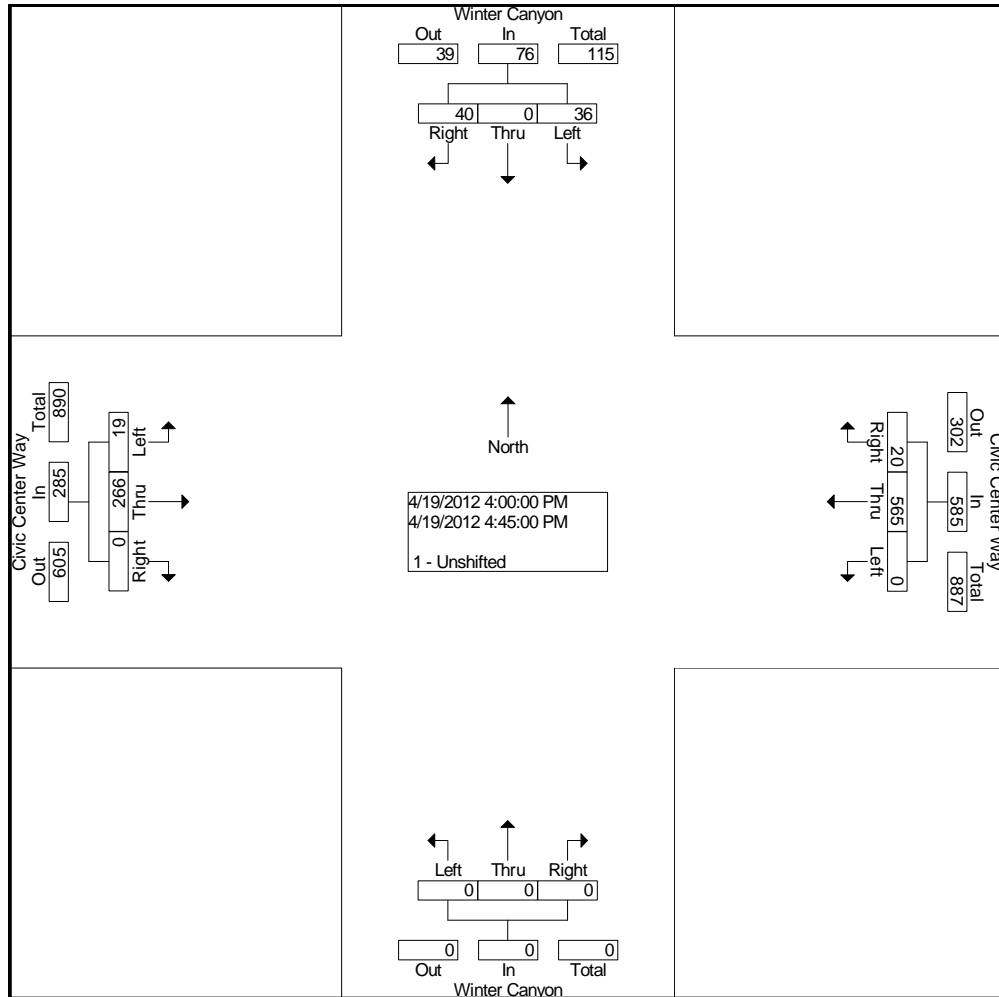 Winter Canyon
Out In Total
39 76 115
40 0 36
Right Thru Left
Civic Center Way
Total In Out
890 285 605
19 266 0
Left Thru Right
North
4/19/2012 4:00:00 PM
4/19/2012 4:45:00 PM
1 - Unshifted
Right Thru Left
20 565 0
302 585 887
Out In Total
Civic Center Way
Left Thru Right
0 0 0
0 0 0
Out In Total
Winter Canyon